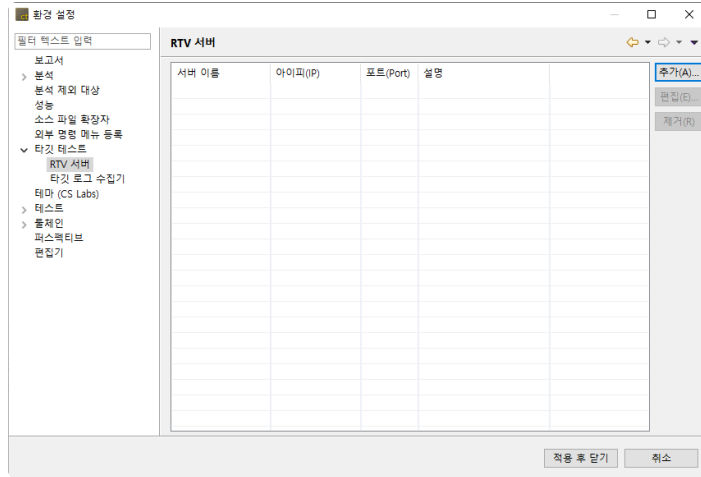 환경 설정
필터 텍스트 입력
보고서
분석
분석 제외 대상
성능
소스 파일 확장자
외부 명령 메뉴 등록
타깃 테스트
RTV 서버
타깃 로그 수집기
테마 (CS Labs)
테스트
툴체인
퍼스펙티브
편집기
RTV 서버
서버 이름 아이피(IP) 포트(Port) 설명
추가(A)...
편집(E)...
제거(R)
적용 후 닫기 취소